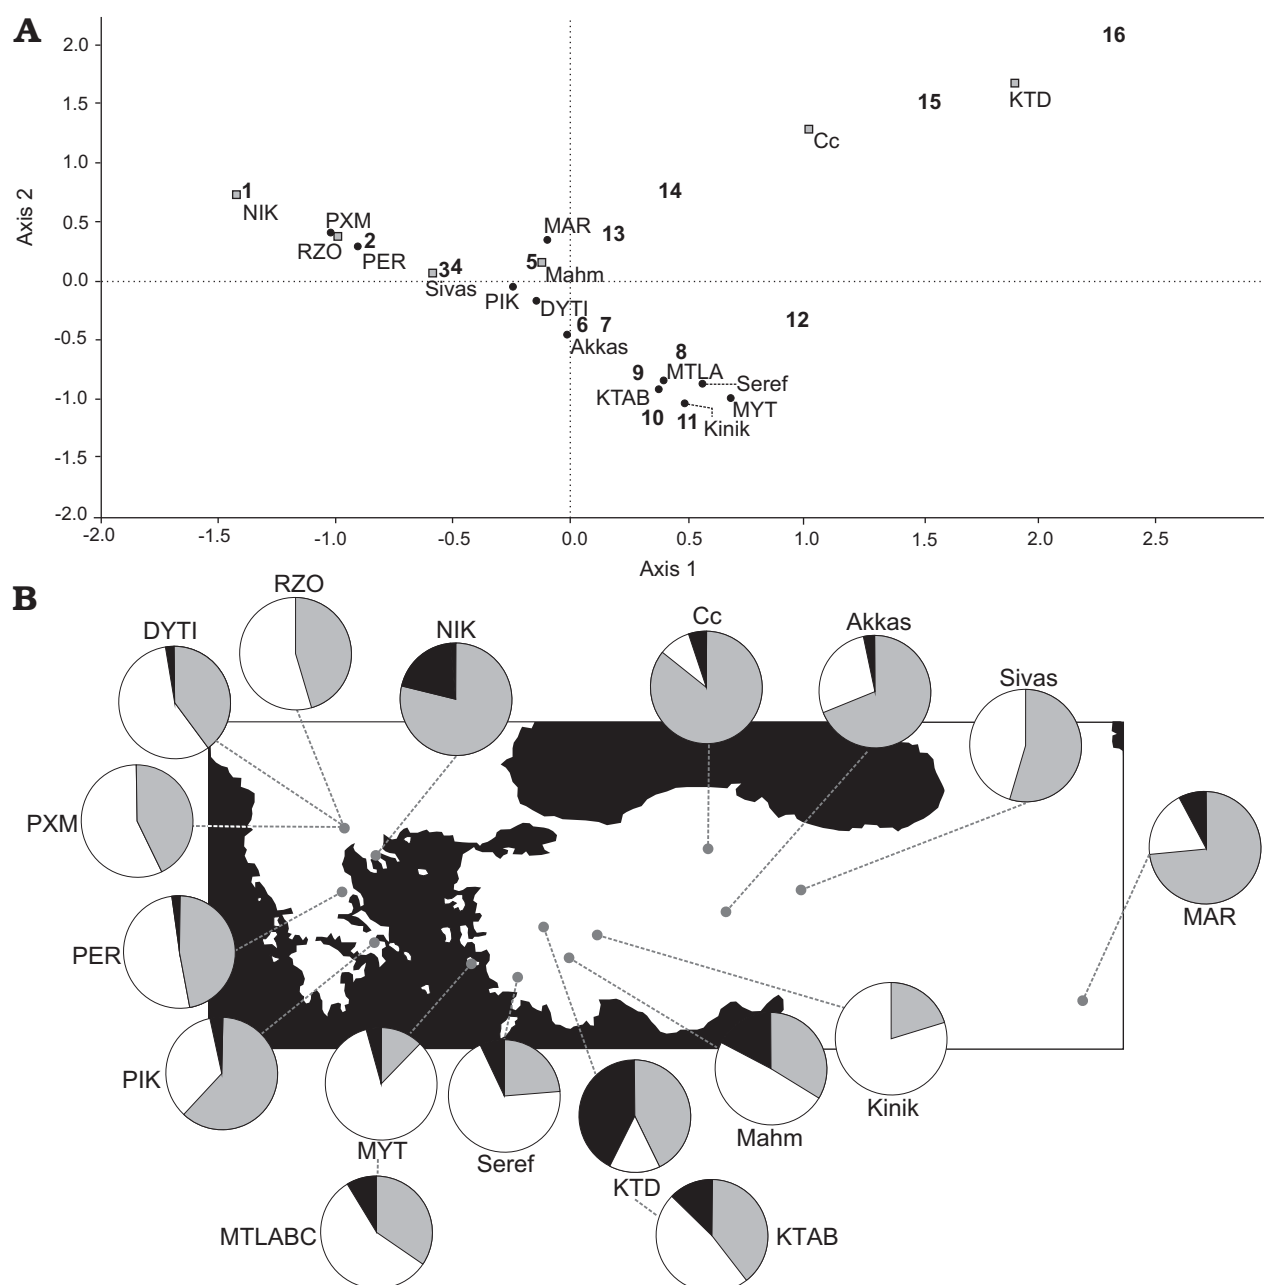 A
16
2.0
KTD
15
1.5
Cc
1.0
14
1
NIK
0.5
PXM
MAR
13
RZO
2
PER
5
34
Mahm
0.0
Sivas
PIK
DYTI
6 7
12
-0.5
Akkas
8
9
MTLA
Seref
KTAB
-1.0
MYT
10
11
Kinik
-1.5
-2.0
Axis 2
-2.0 -1.5 -1.0 -0.5 0.0 0.5 1.0 1.5 2.0 2.5
Axis 1
B
RZO
DYTI
NIK
Cc
Akkas
Sivas
PXM
MAR
PER
PIK
Kinik
Mahm
MYT
Seref
KTD
MTLABC
KTAB